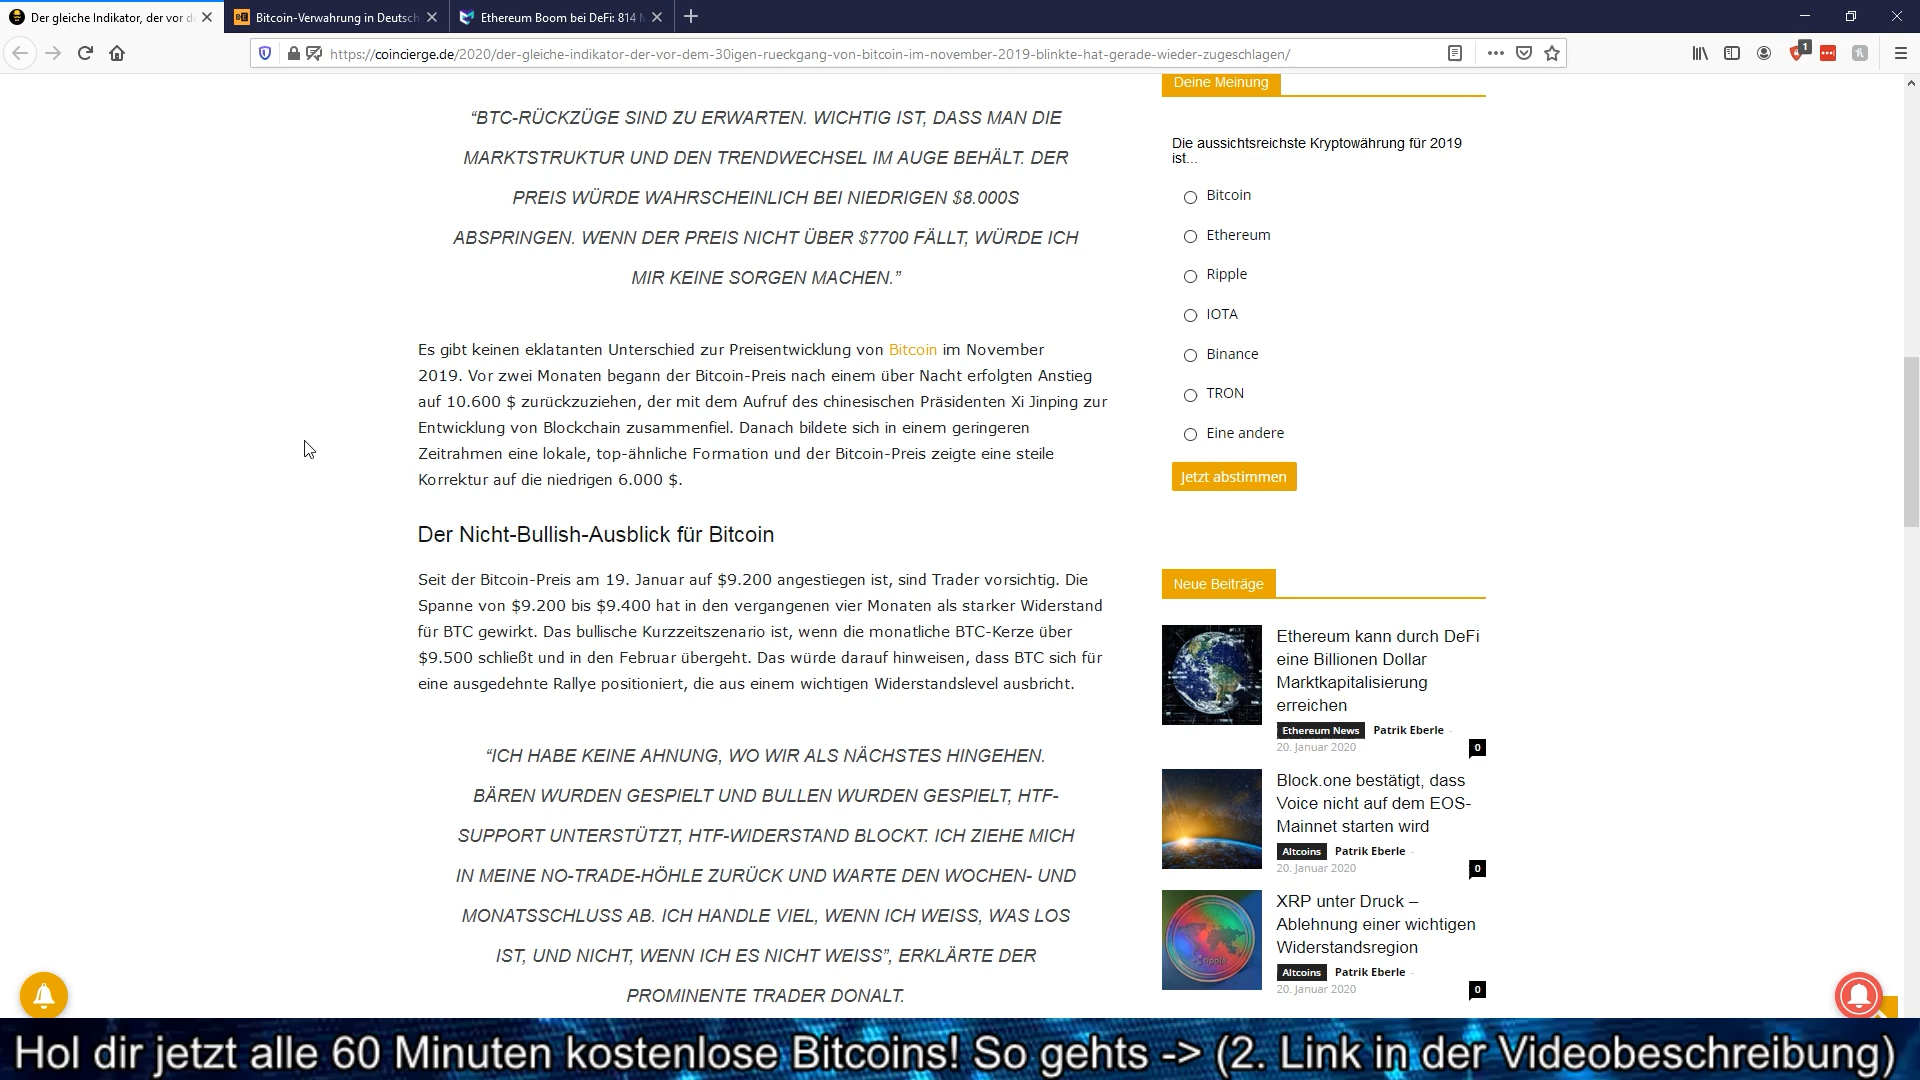 Der gleiche Indikator, der vor d
Bitcoin-Verwahrung in Deutsch
Ethereum Boom bei DeFi: 814 M
https://coincierge.de/2020/der-gleiche-indikator-der-vor-dem-30igen-rueckgang-von-bitcoin-im-november-2019-blinkte-hat-gerade-wieder-zugeschlagen/
1
“BTC-RÜCKZÜGE SIND ZU ERWARTEN. WICHTIG IST, DASS MAN DIE
MARKTSTRUKTUR UND DEN TRENDWECHSEL IM AUGE BEHÄLT. DER
PREIS WÜRDE WAHRSCHEINLICH BEI NIEDRIGEN $8.000S
ABSPRINGEN. WENN DER PREIS NICHT ÜBER $7700 FÄLLT, WÜRDE ICH
MIR KEINE SORGEN MACHEN.”
Es gibt keinen eklatanten Unterschied zur Preisentwicklung von Bitcoin im November
2019. Vor zwei Monaten begann der Bitcoin-Preis nach einem über Nacht erfolgten Anstieg
auf 10.600 $ zurückzuziehen, der mit dem Aufruf des chinesischen Präsidenten Xi Jinping zur
Entwicklung von Blockchain zusammenfiel. Danach bildete sich in einem geringeren
Zeitrahmen eine lokale, top-ähnliche Formation und der Bitcoin-Preis zeigte eine steile
Korrektur auf die niedrigen 6.000 $.
Der Nicht-Bullish-Ausblick für Bitcoin
Seit der Bitcoin-Preis am 19. Januar auf $9.200 angestiegen ist, sind Trader vorsichtig. Die
Spanne von $9.200 bis $9.400 hat in den vergangenen vier Monaten als starker Widerstand
für BTC gewirkt. Das bullische Kurzzeitszenario ist, wenn die monatliche BTC-Kerze über
$9.500 schließt und in den Februar übergeht. Das würde darauf hinweisen, dass BTC sich für
eine ausgedehnte Rallye positioniert, die aus einem wichtigen Widerstandslevel ausbricht.
“ICH HABE KEINE AHNUNG, WO WIR ALS NÄCHSTES HINGEHEN.
BÄREN WURDEN GESPIELT UND BULLEN WURDEN GESPIELT, HTF-
SUPPORT UNTERSTÜTZT, HTF-WIDERSTAND BLOCKT. ICH ZIEHE MICH
IN MEINE NO-TRADE-HÖHLE ZURÜCK UND WARTE DEN WOCHEN- UND
MONATSSCHLUSS AB. ICH HANDLE VIEL, WENN ICH WEISS, WAS LOS
IST, UND NICHT, WENN ICH ES NICHT WEISS”, ERKLÄRTE DER
PROMINENTE TRADER DONALT.
Deine Meinung
Die aussichtsreichste Kryptowährung für 2019
ist...
Bitcoin
Ethereum
Ripple
IOTA
Binance
TRON
Eine andere
Jetzt abstimmen
Neue Beiträge
Ethereum kann durch DeFi
eine Billionen Dollar
Marktkapitalisierung
erreichen
Ethereum News Patrik Eberle -
20. Januar 2020 0
Block.one bestätigt, dass
Voice nicht auf dem EOS-
Mainnet starten wird
Altcoins Patrik Eberle -
20. Januar 2020 0
XRP unter Druck –
Ablehnung einer wichtigen
Widerstandsregion
Altcoins Patrik Eberle -
20. Januar 2020 0
Hol dir jetzt alle 60 Minuten kostenlose Bitcoins! So gehts -> (2. Link in der Videobeschreibung)